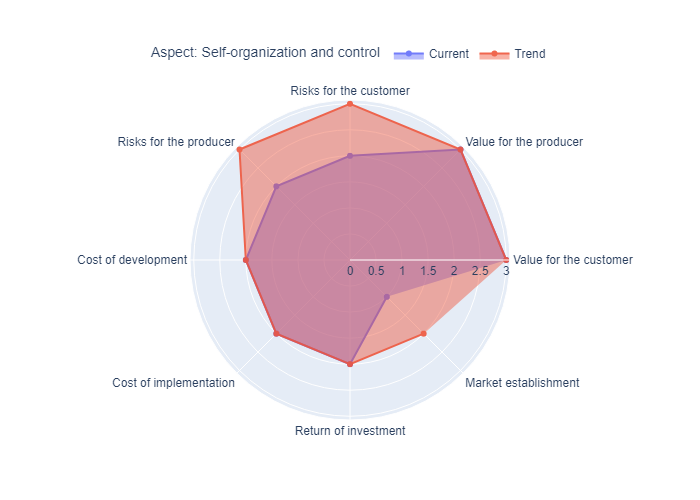 Aspect: Self-organization and control
Current
Trend
Risks for the customer
Risks for the producer
Value for the producer
Cost of development
Value for the customer
0 0.5 1 1.5 2 2.5 3
Cost of implementation
Market establishment
Return of investment